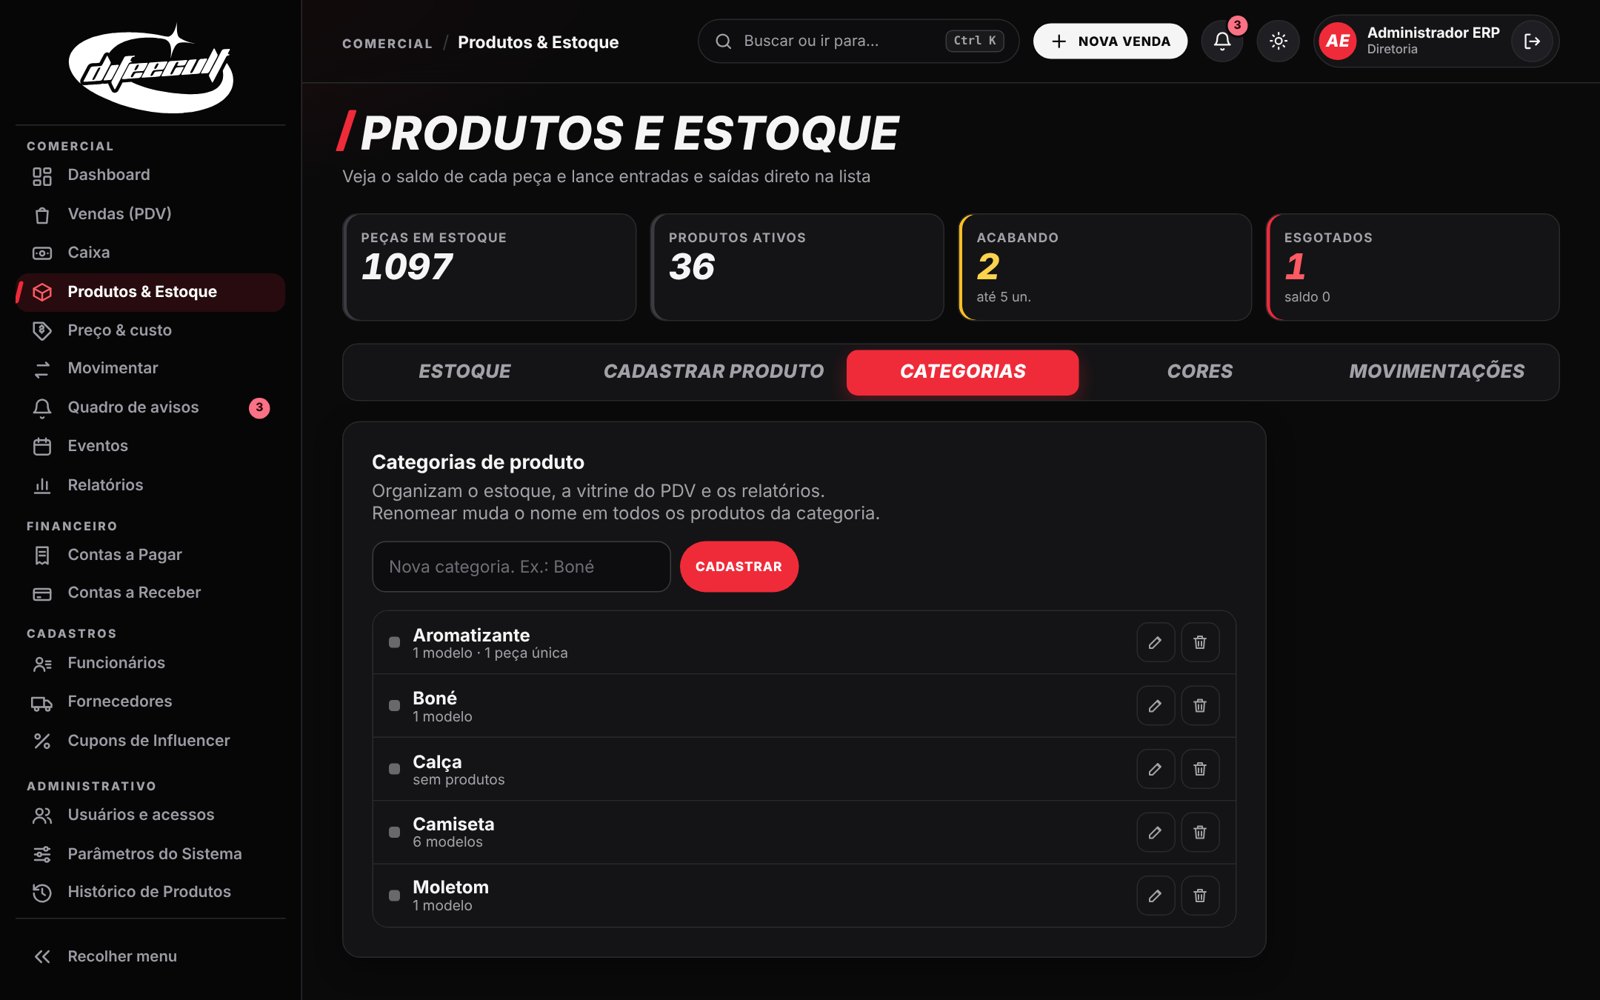 difeecult
COMERCIAL
Dashboard
Vendas (PDV)
Caixa
Produtos & Estoque
Preço & custo
Movimentar
Quadro de avisos 3
Eventos
Relatórios
FINANCEIRO
Contas a Pagar
Contas a Receber
CADASTROS
Funcionários
Fornecedores
Cupons de Influencer
ADMINISTRATIVO
Usuários e acessos
Parâmetros do Sistema
Histórico de Produtos
Recolher menu
COMERCIAL / Produtos & Estoque
Buscar ou ir para... Ctrl K
NOVA VENDA
3
AE
Administrador ERP
Diretoria
/PRODUTOS E ESTOQUE
Veja o saldo de cada peça e lance entradas e saídas direto na lista
PEÇAS EM ESTOQUE
1097
PRODUTOS ATIVOS
36
ACABANDO
2
até 5 un.
ESGOTADOS
1
saldo 0
ESTOQUE CADASTRAR PRODUTO CATEGORIAS CORES MOVIMENTAÇÕES
Categorias de produto
Organizam o estoque, a vitrine do PDV e os relatórios.
Renomear muda o nome em todos os produtos da categoria.
Nova categoria. Ex.: Boné CADASTRAR
Aromatizante
1 modelo · 1 peça única
Boné
1 modelo
Calça
sem produtos
Camiseta
6 modelos
Moletom
1 modelo